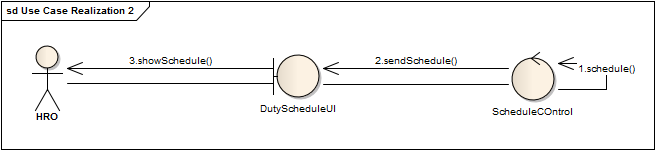 sd Use Case Realization 2
3.showSchedule()
2.sendSchedule()
1.schedule()
HRO
DutyScheduleUI
ScheduleCOntrol